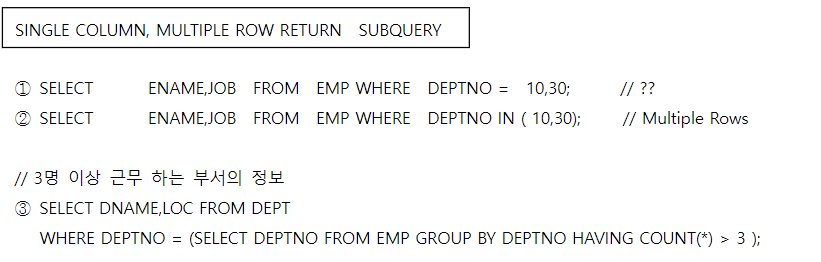 SINGLE COLUMN, MULTIPLE ROW RETURN SUBQUERY
① SELECT ENAME,JOB FROM EMP WHERE DEPTNO = 10,30; // ??
② SELECT ENAME,JOB FROM EMP WHERE DEPTNO IN ( 10,30); // Multiple Rows
// 3명 이상 근무 하는 부서의 정보
③ SELECT DNAME,LOC FROM DEPT
WHERE DEPTNO = (SELECT DEPTNO FROM EMP GROUP BY DEPTNO HAVING COUNT(*) > 3 );